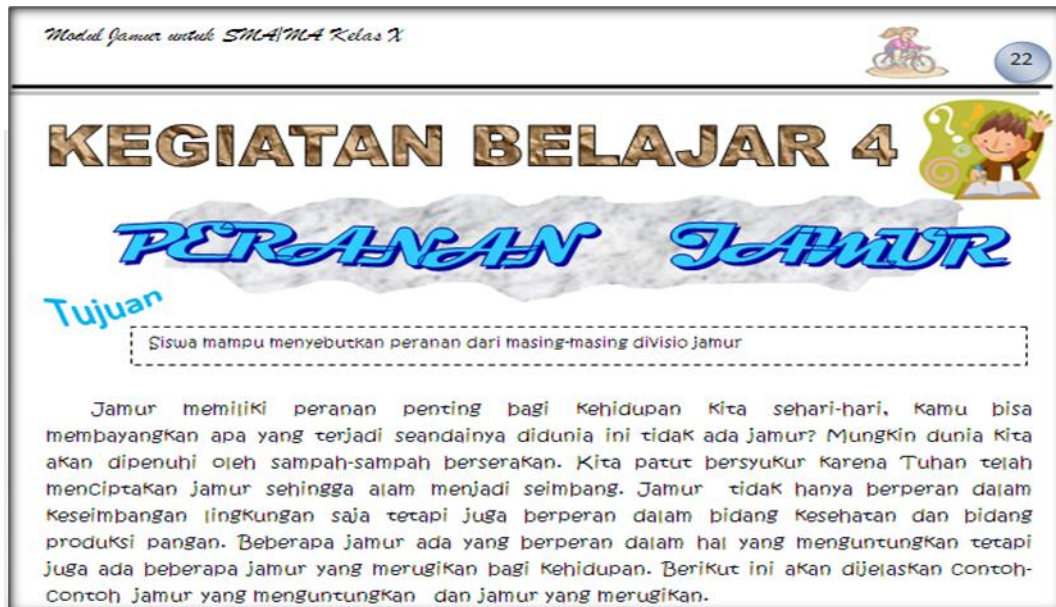 Modul Jamur untuk SMA/MA Kelas X
22
KEGIATAN BELAJAR 4
PERANAN JAMUR
Tujuan
Siswa mampu menyebutkan peranan dari masing-masing divisio jamur
Jamur memiliki peranan penting bagi kehidupan kita sehari-hari, kamu bisa
membayangkan apa yang terjadi seandainya didunia ini tidak ada jamur? Mungkin dunia kita
akan dipenuhi oleh sampah-sampah berserakan. Kita patut bersyukur karena Tuhan telah
menciptakan jamur sehingga alam menjadi seimbang. Jamur tidak hanya berperan dalam
keseimbangan lingkungan saja tetapi juga berperan dalam bidang kesehatan dan bidang
produksi pangan. Beberapa jamur ada yang berperan dalam hal yang menguntungkan tetapi
juga ada beberapa jamur yang merugikan bagi kehidupan. Berikut ini akan dijelaskan contoh-
contoh jamur yang menguntungkan dan jamur yang merugikan.